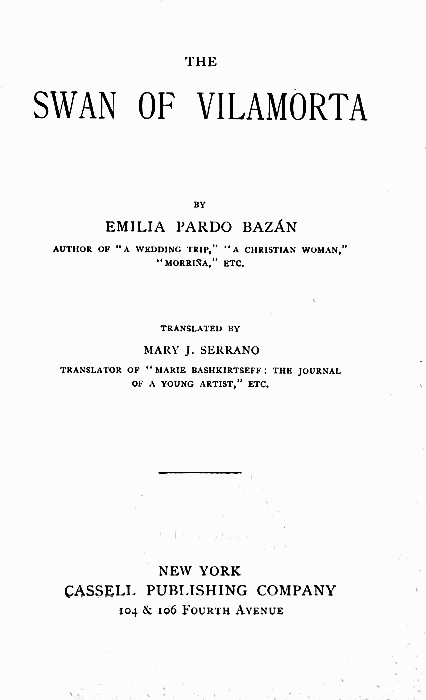 THE
SWAN OF VILAMORTA
BY
EMILIA PARDO BAZÁN
AUTHOR OF "A WEDDING TRIP," "A CHRISTIAN WOMAN,"
"MORRIÑA," ETC.
TRANSLATED BY
MARY J. SERRANO
TRANSLATOR OF "MARIE BASHKIRTSEFF: THE JOURNAL
OF A YOUNG ARTIST," ETC.
NEW YORK
CASSELL PUBLISHING COMPANY
104 & 106 FOURTH AVENUE